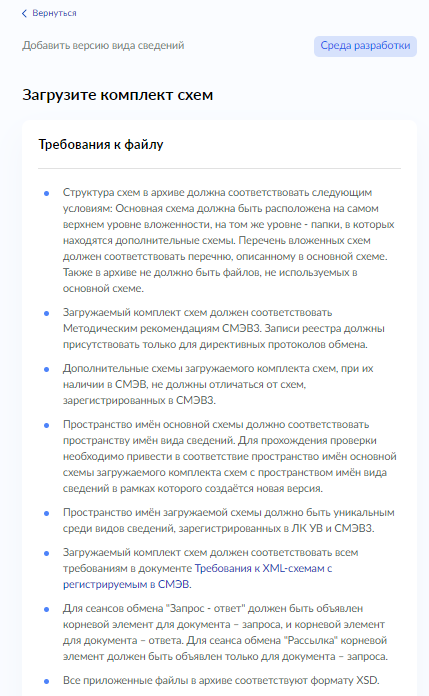 Вернуться
Добавить версию вида сведений
Среда разработки
Загрузите комплект схем
Требования к файлу
Структура схем в архиве должна соответствовать следующим
условиям: Основная схема должна быть расположена на самом
верхнем уровне вложенности, на том же уровне - папки, в которых
находятся дополнительные схемы. Перечень вложенных схем
должен соответствовать перечню, описанному в основной схеме.
Также в архиве не должно быть файлов, не используемых в
основной схеме.
Загружаемый комплект схем должен соответствовать
Методическим рекомендациям СМЭВ3. Записи реестра должны
присутствовать только для директивных протоколов обмена.
Дополнительные схемы загружаемого комплекта схем, при их
наличии в СМЭВ, не должны отличаться от схем,
зарегистрированных в СМЭВ3.
Пространство имён основной схемы должно соответствовать
пространству имён вида сведений. Для прохождения проверки
необходимо привести в соответствие пространство имён основной
схемы загружаемого комплекта схем с пространством имён вида
сведений в рамках которого создаётся новая версия.
Пространство имён загружаемой схемы должно быть уникальным
среди видов сведений, зарегистрированных в ЛК УВ и СМЭВ3.
Загружаемый комплект схем должен соответствовать всем
требованиям в документе Требования к XML-схемам с
регистрируемым в СМЭВ.
Для сеансов обмена "Запрос - ответ" должен быть объявлен
корневой элемент для документа – запроса, и корневой элемент
для документа – ответа. Для сеанса обмена "Рассылка" корневой
элемент должен быть объявлен только для документа – запроса.
Все приложенные файлы в архиве соответствуют формату XSD.